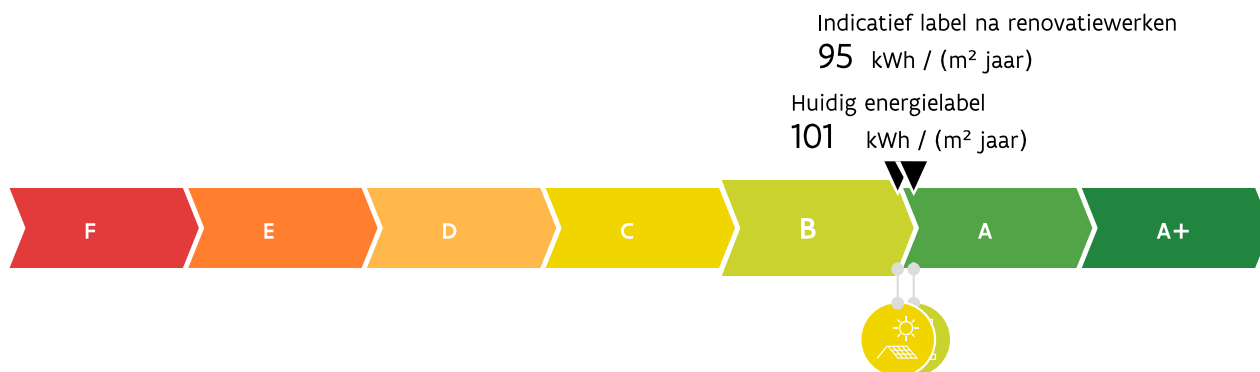 Indicatief label na renovatiewerken
95 kWh / (m² jaar)
Huidig energielabel
101 kWh / (m² jaar)
F E D C B A A+